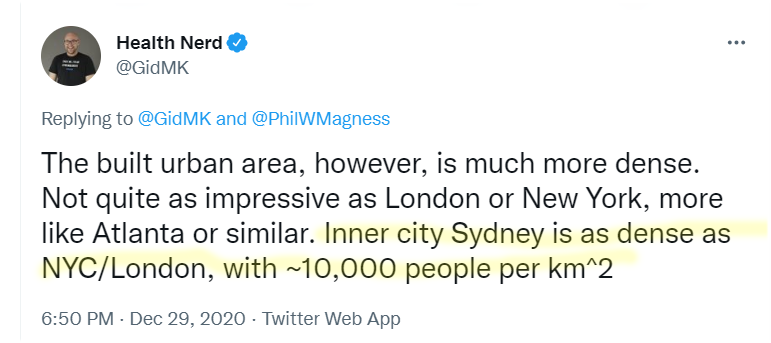 Health Nerd
@GidMK
Replying to @GidMK and @PhilWMagness
The built urban area, however, is much more dense.
Not quite as impressive as London or New York, more
like Atlanta or similar. Inner city Sydney is as dense as
NYC/London, with ~10,000 people per km^2
6:50 PM · Dec 29, 2020 · Twitter Web App